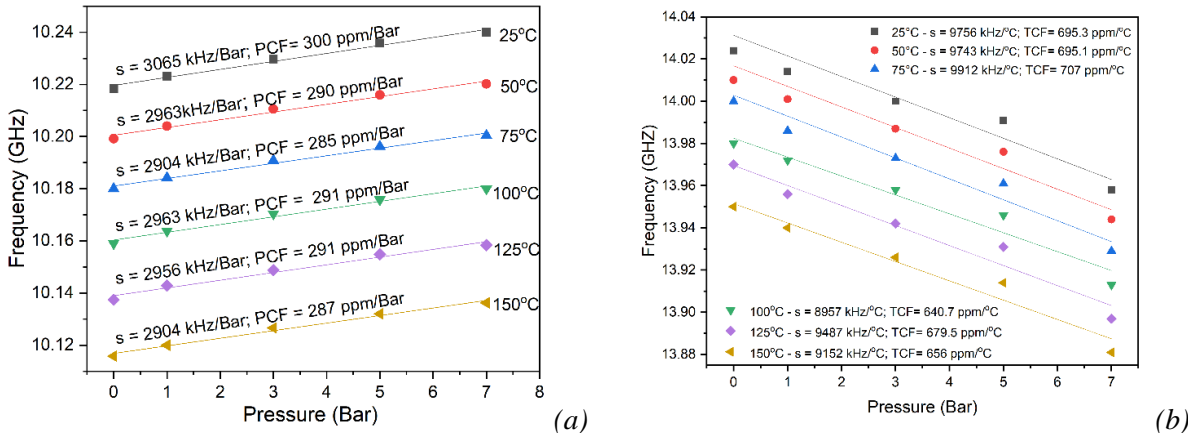 10.24
10.22
10.20
10.18
10.16
10.14
10.12
Frequency (GHz)
s = 3065 kHz/Bar; PCF= 300 ppm/Bar
25°C
s =2963kHz/Bar; PCF= 290 ppm/Bar
50°C
s =2904 kHz/Bar; PCF= 285 ppm/Bar
75°C
s = 2963 kHz/Bar; PCF = 291 ppm/Bar
100°C
s = 2956 kHz/Bar; PCF = 291 ppm/Bar
125°C
s = 2904 kHz/Bar; PCF = 287 ppm/Bar
150°C
0 1 2 3 4 5 6 7 8
Pressure (Bar)
(a)
14.04
14.02
14.00
13.98
13.96
13.94
13.92
13.90
13.88
Frequency (GHZ)
25°C - s = 9756 kHz/°C; TCF= 695.3 ppm/°C
50°C - s = 9743 kHz/°C; TCF= 695.1 ppm/°C
75°C - s = 9912 kHz/°C; TCF= 707 ppm/°C
100°C - s = 8957 kHz/°C; TCF= 640.7 ppm/°C
125°C - s = 9487 kHz/°C; TCF= 679.5 ppm/°C
150°C - s = 9152 kHz/°C; TCF= 656 ppm/°C
0 1 2 3 4 5 6 7
Pressure (Bar)
(b)